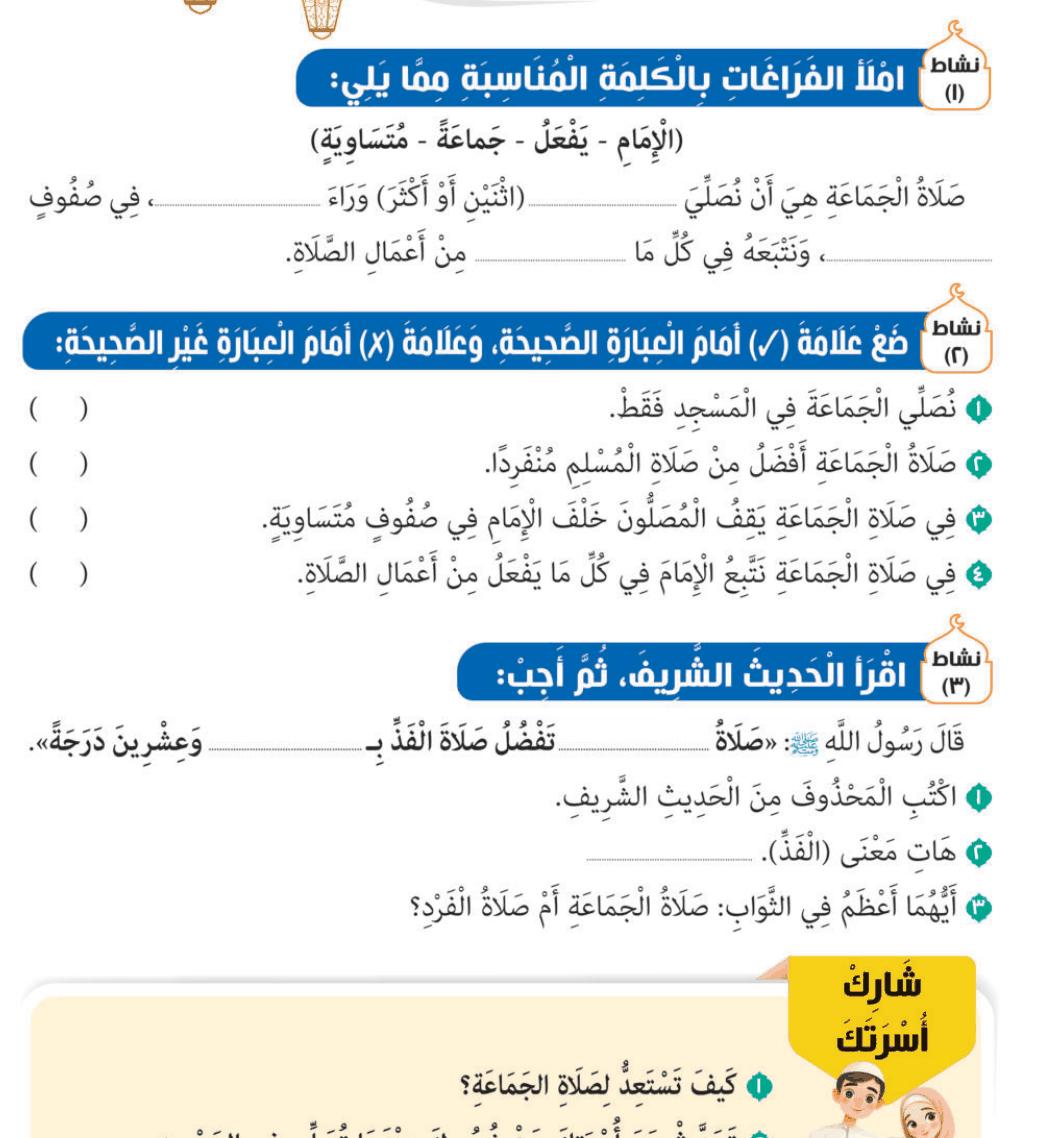 نشاط (١) امْلَأْ الفَرَاغَاتِ بِالْكَلِمَةِ الْمُنَاسِبَةِ مِمَّا يَلِي:
(الْإِمَامِ - يَفْعَلُ - جَماعَةً - مُتَسَاوِيَةٍ)
صَلَاةُ الْجَمَاعَةِ هِيَ أَنْ نُصَلِّيَ ............ (اثْنَيْنِ أَوْ أَكْثَرَ) وَرَاءَ ............، فِي صُفُوفٍ
............، وَنَتْبَعَهُ فِي كُلِّ مَا ............ مِنْ أَعْمَالِ الصَّلَاةِ.
نشاط (٢) ضَعْ عَلَامَةَ (✓) أَمَامَ الْعِبَارَةِ الصَّحِيحَةِ، وَعَلَامَةَ (✗) أَمَامَ الْعِبَارَةِ غَيْرِ الصَّحِيحَةِ:
١ نُصَلِّي الْجَمَاعَةَ فِي الْمَسْجِدِ فَقَطْ. ( )
٢ صَلَاةُ الْجَمَاعَةِ أَفْضَلُ مِنْ صَلَاةِ الْمُسْلِمِ مُنْفَرِدًا. ( )
٣ فِي صَلَاةِ الْجَمَاعَةِ يَقِفُ الْمُصَلُّونَ خَلْفَ الْإِمَامِ فِي صُفُوفٍ مُتَسَاوِيَةٍ. ( )
٤ فِي صَلَاةِ الْجَمَاعَةِ نَتَّبِعُ الْإِمَامَ فِي كُلِّ مَا يَفْعَلُ مِنْ أَعْمَالِ الصَّلَاةِ. ( )
نشاط (٣) اقْرَأ الْحَدِيثَ الشَّرِيفَ، ثُمَّ أَجِبْ:
قَالَ رَسُولُ اللَّهِ ﷺ: «صَلَاةُ ............ تَفْضُلُ صَلَاةَ الْفَذِّ بِـ ............ وَعِشْرِينَ دَرَجَةً».
١ اكْتُبِ الْمَحْذُوفَ مِنَ الْحَدِيثِ الشَّرِيفِ.
٢ هَاتِ مَعْنَى (الْفَذِّ). ............
٣ أَيُّهُمَا أَعْظَمُ فِي الثَّوَابِ: صَلَاةُ الْجَمَاعَةِ أَمْ صَلَاةُ الْفَرْدِ؟
شَارِكْ
أُسْرَتَكَ
١ كَيفَ تَسْتَعِدُّ لِصَلَاةِ الجَمَاعَةِ؟